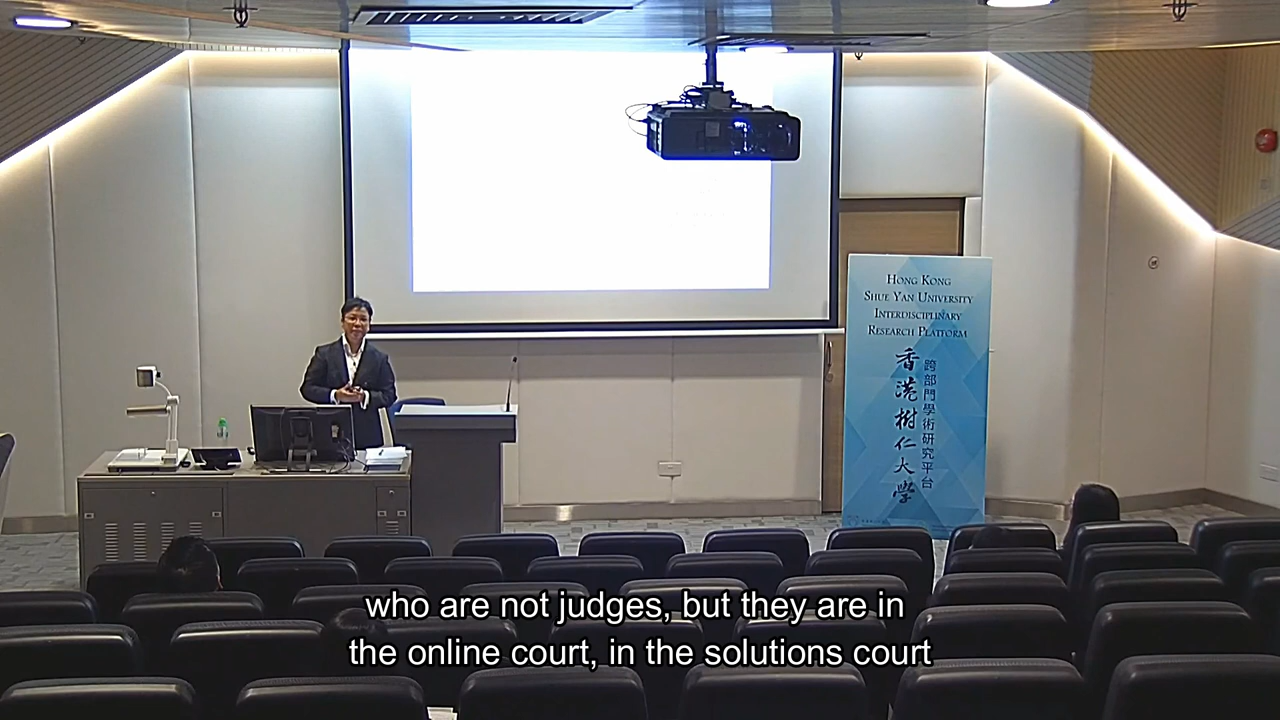 HONG KONG
SHUE YAN UNIVERSITY
INTERDISCIPLINARY
RESEARCH PLATFORM
香港樹仁大學
跨部門學術研究平台
who are not judges, but they are in
the online court, in the solutions court